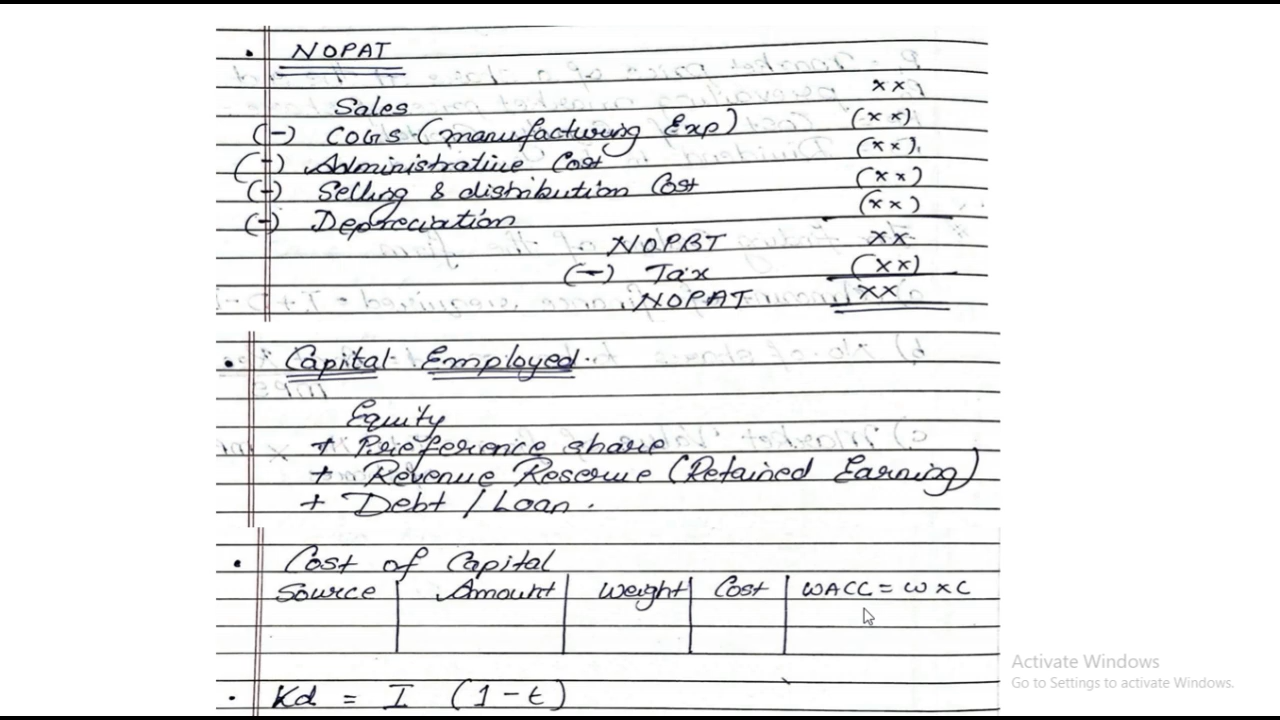 • NOPAT
Sales xx
(-) COGS (manufacturing Exp) (xx)
(-) Administrative Cost (xx)
(-) Selling & distribution Cost (xx)
(-) Depreciation (xx)
NOPBT xx
(-) Tax (xx)
NOPAT xx
• Capital Employed.
Equity
+ Preference share
+ Revenue Reserve (Retained Earning)
+ Debt / Loan.
• Cost of Capital
Source Amount Weight Cost WACC = W x C
• Kd = I (1-t)
Activate Windows
Go to Settings to activate Windows.